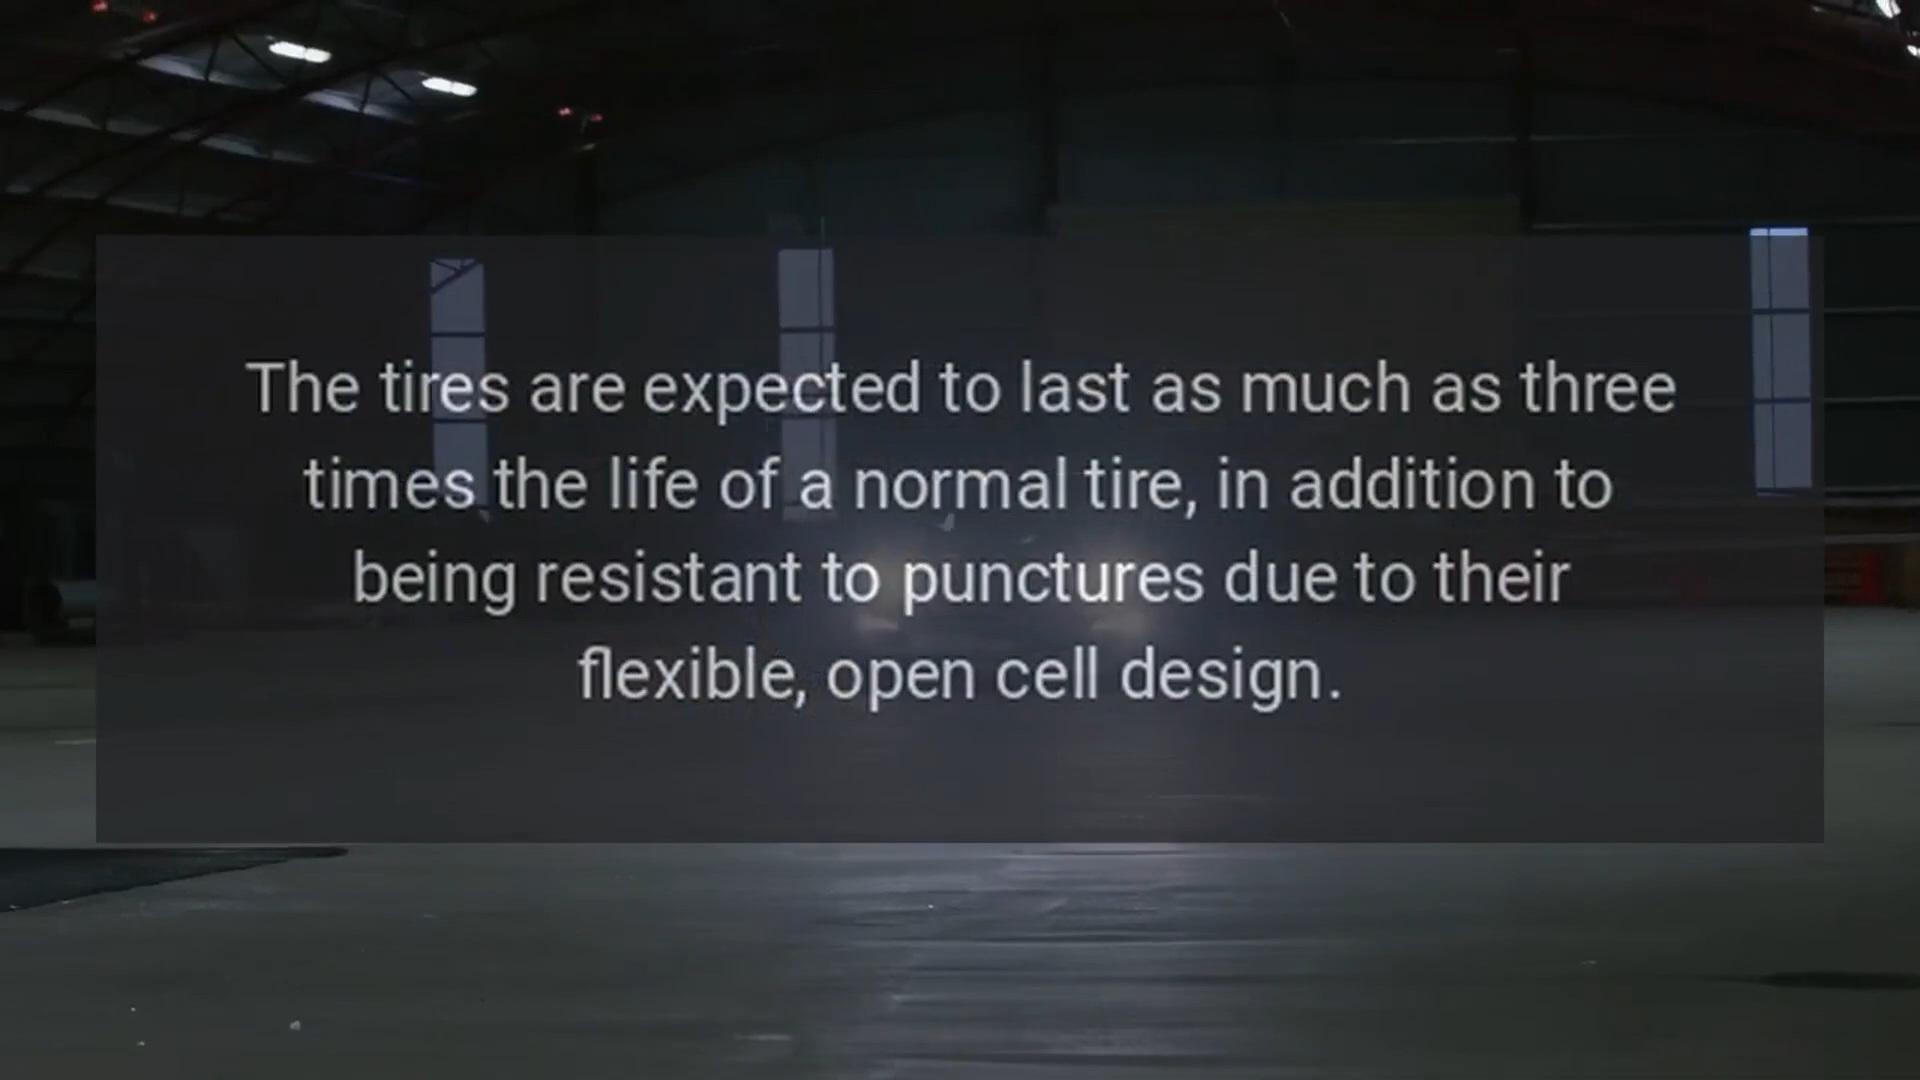 The tires are expected to last as much as three
times the life of a normal tire, in addition to
being resistant to punctures due to their
flexible, open cell design.